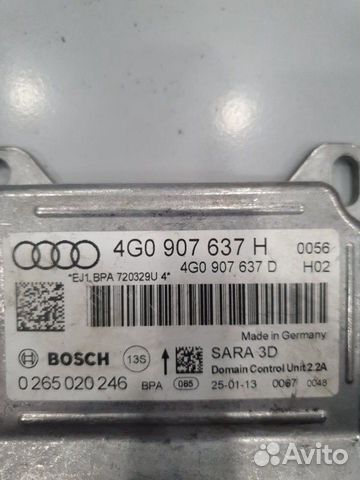 4G0 907 637 H 0056
4G0 907 637 D H02
*EJ1 BPA 720329U 4*
Made in Germany
BOSCH 13S SARA 3D
Domain Control Unit 2.2A
0 265 020 246 BPA 085 25-01-13 0067 0048
Avito